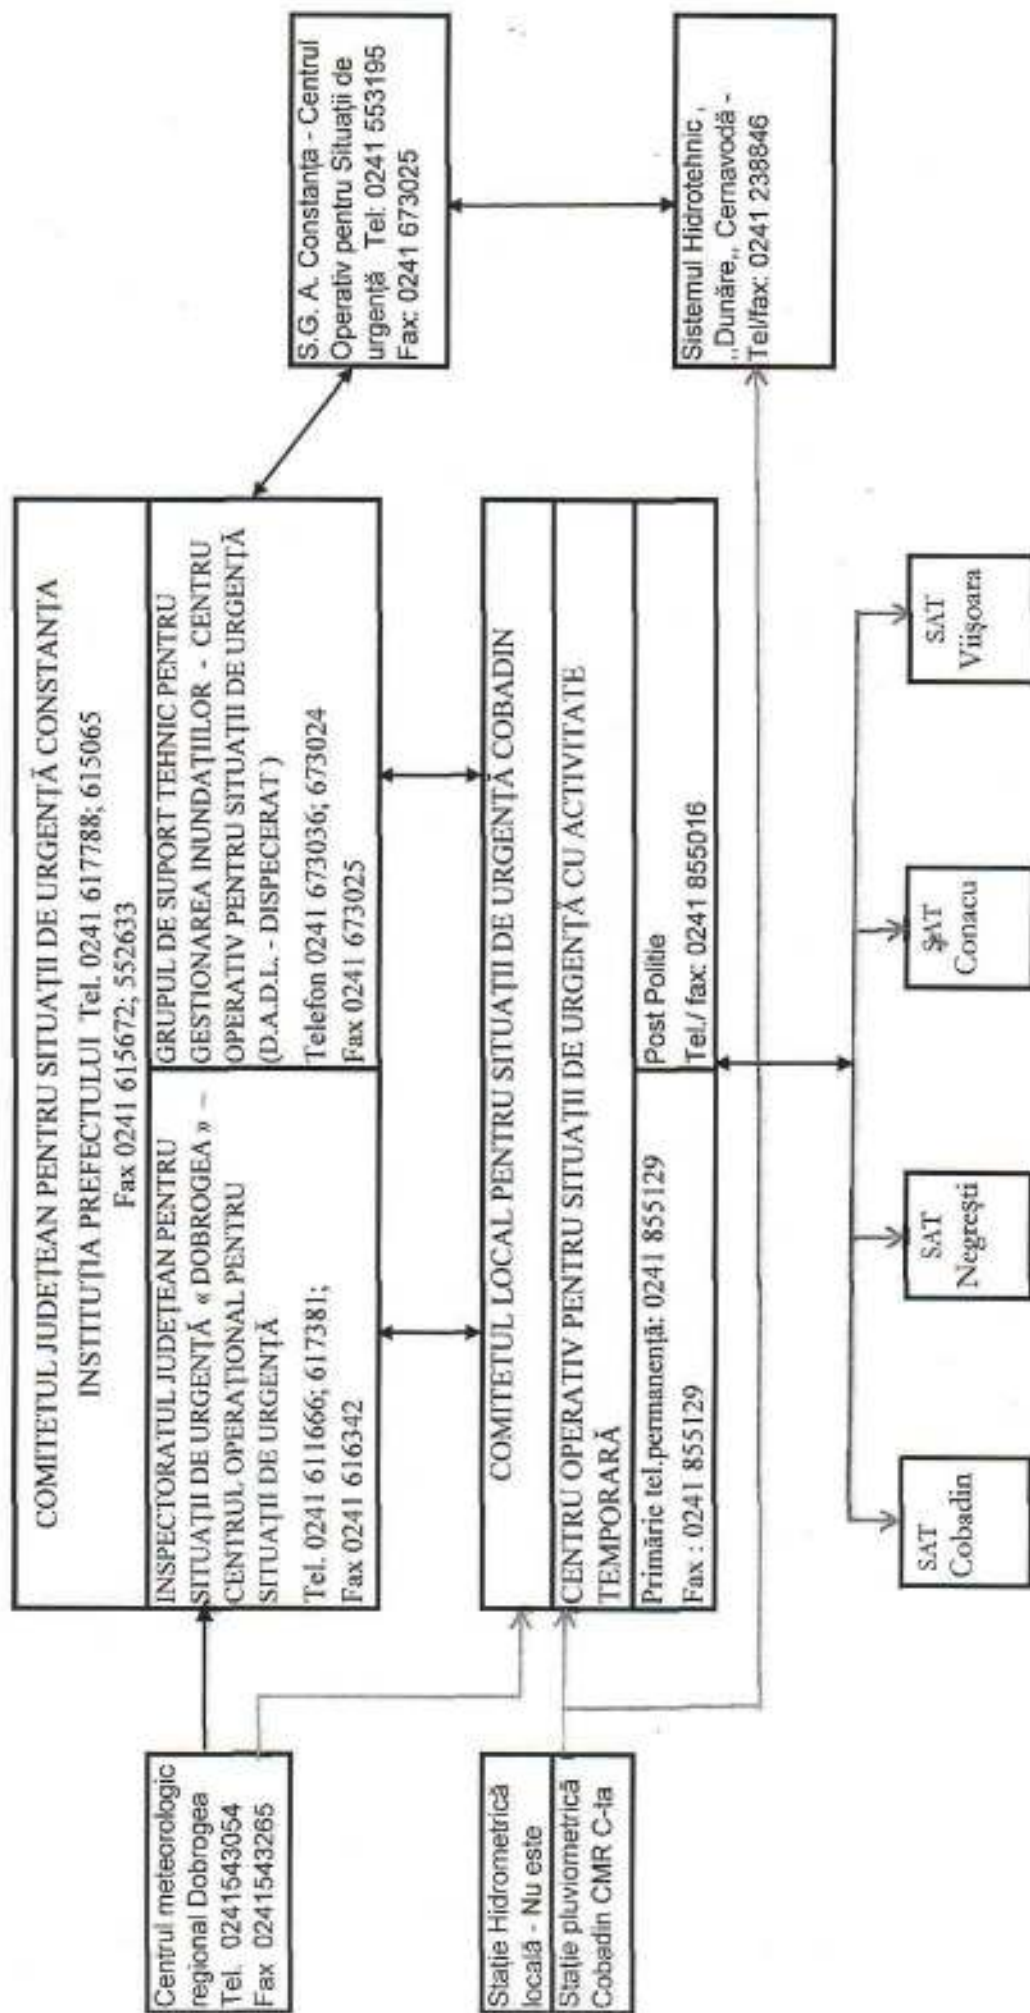 COMITETUL JUDEȚEAN PENTRU SITUAȚII DE URGENȚĂ CONSTANȚA
INSTITUȚIA PREFECTULUI Tel. 0241 617788; 615065
Fax 0241 615672; 552633
INSPECTORATUL JUDEȚEAN PENTRU
SITUAȚII DE URGENȚĂ « DOBROGEA » –
CENTRUL OPERAȚIONAL PENTRU
SITUAȚII DE URGENȚĂ
Tel. 0241 611666; 617381;
Fax 0241 616342
GRUPUL DE SUPORT TEHNIC PENTRU
GESTIONAREA INUNDAȚIILOR - CENTRU
OPERATIV PENTRU SITUAȚII DE URGENȚĂ
(D.A.D.L. - DISPECERAT )
Telefon 0241 673036; 673024
Fax 0241 673025
S.G. A. Constanța - Centrul
Operativ pentru Situații de
urgență Tel: 0241 553195
Fax: 0241 673025
Centrul meteorologic
regional Dobrogea
Tel. 0241543054
Fax 0241543265
COMITETUL LOCAL PENTRU SITUAȚII DE URGENȚĂ COBADIN
CENTRU OPERATIV PENTRU SITUAȚII DE URGENȚĂ CU ACTIVITATE
TEMPORARĂ
Primărie tel.permanență: 0241 855129
Fax : 0241 855129
Post Politie
Tel./ fax: 0241 855016
Stație Hidrometrică
locală - Nu este
Stație pluviometrică
Cobadin CMR C-ta
Sistemul Hidrotehnic ,
,,Dunăre,, Cernavodă -
Tel/fax: 0241 238846
SAT
Cobadin
SAT
Negrești
SAT
Conacu
SAT
Viișoara